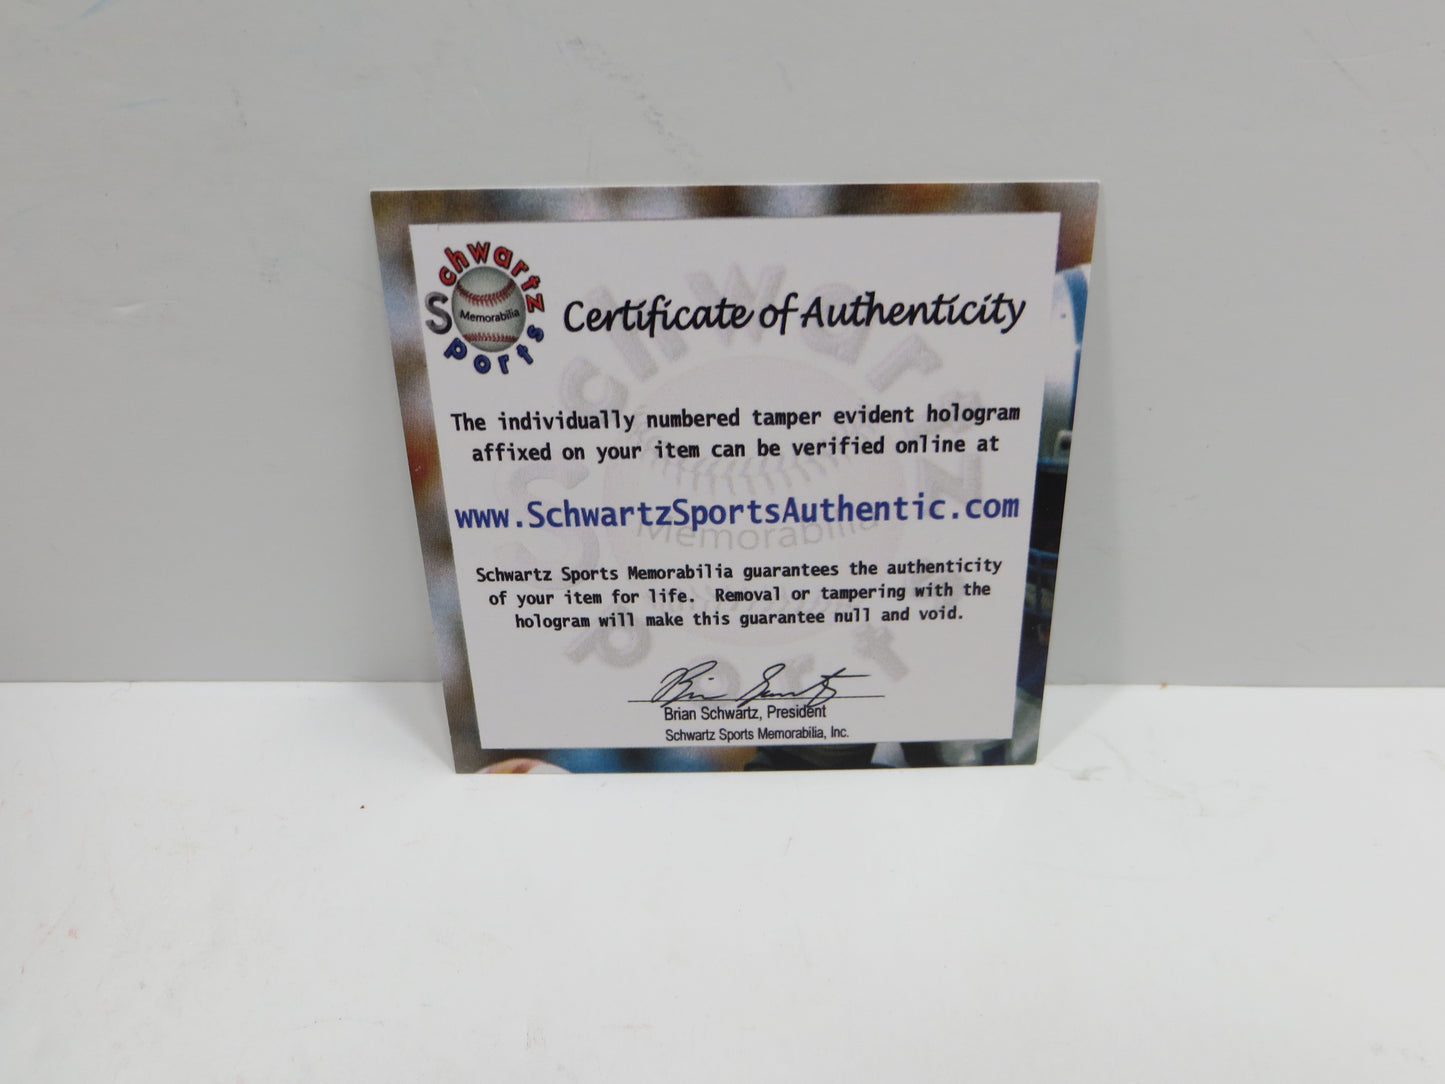 Schwartz
Sports
Memorabilia
Certificate of Authenticity
The individually numbered tamper evident hologram
affixed on your item can be verified online at
www.SchwartzSportsAuthentic.com
Schwartz Sports Memorabilia guarantees the authenticity
of your item for life. Removal or tampering with the
hologram will make this guarantee null and void.
Brian Schwartz, President
Schwartz Sports Memorabilia, Inc.